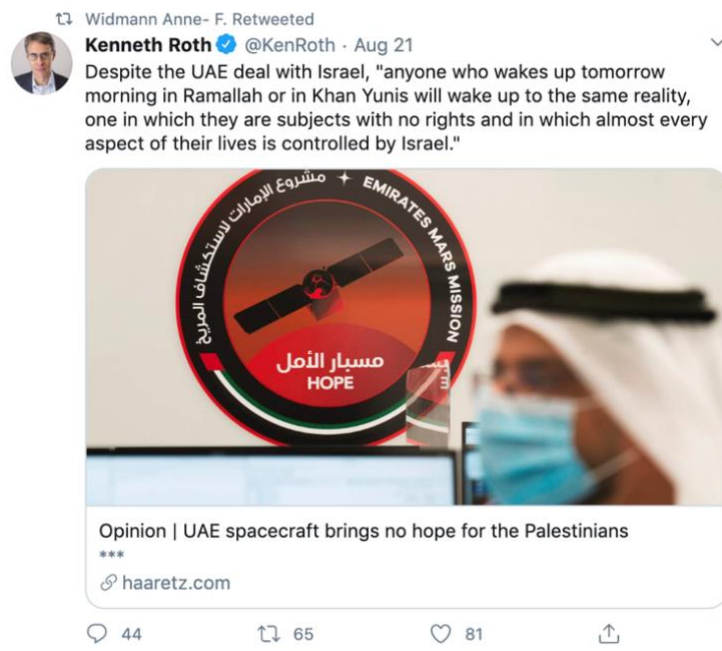 Widmann Anne- F. Retweeted
Kenneth Roth @KenRoth · Aug 21
Despite the UAE deal with Israel, "anyone who wakes up tomorrow
morning in Ramallah or in Khan Yunis will wake up to the same reality,
one in which they are subjects with no rights and in which almost every
aspect of their lives is controlled by Israel."
مشروع الإمارات لاستكشاف المريخ
EMIRATES MARS MISSION
مسبار الأمل
HOPE
Opinion | UAE spacecraft brings no hope for the Palestinians
***
haaretz.com
44 65 81